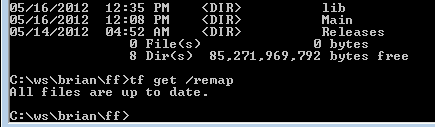 05/16/2012  12:35 PM    <DIR>          lib
05/16/2012  12:08 PM    <DIR>          Main
05/14/2012  04:52 AM    <DIR>          Releases
               0 File(s)              0 bytes
               8 Dir(s)  85,271,969,792 bytes free
C:\ws\brian\ff>tf get /remap
All files are up to date.
C:\ws\brian\ff>